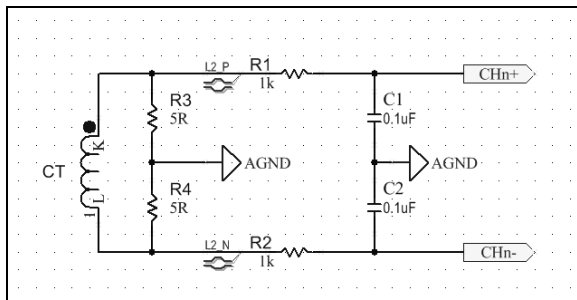 L2_P
R1
1k
CHn+
R3
5R
C1
0.1uF
K
CT
AGND
AGND
R4
5R
C2
0.1uF
L
1
L2_N
R2
1k
CHn-